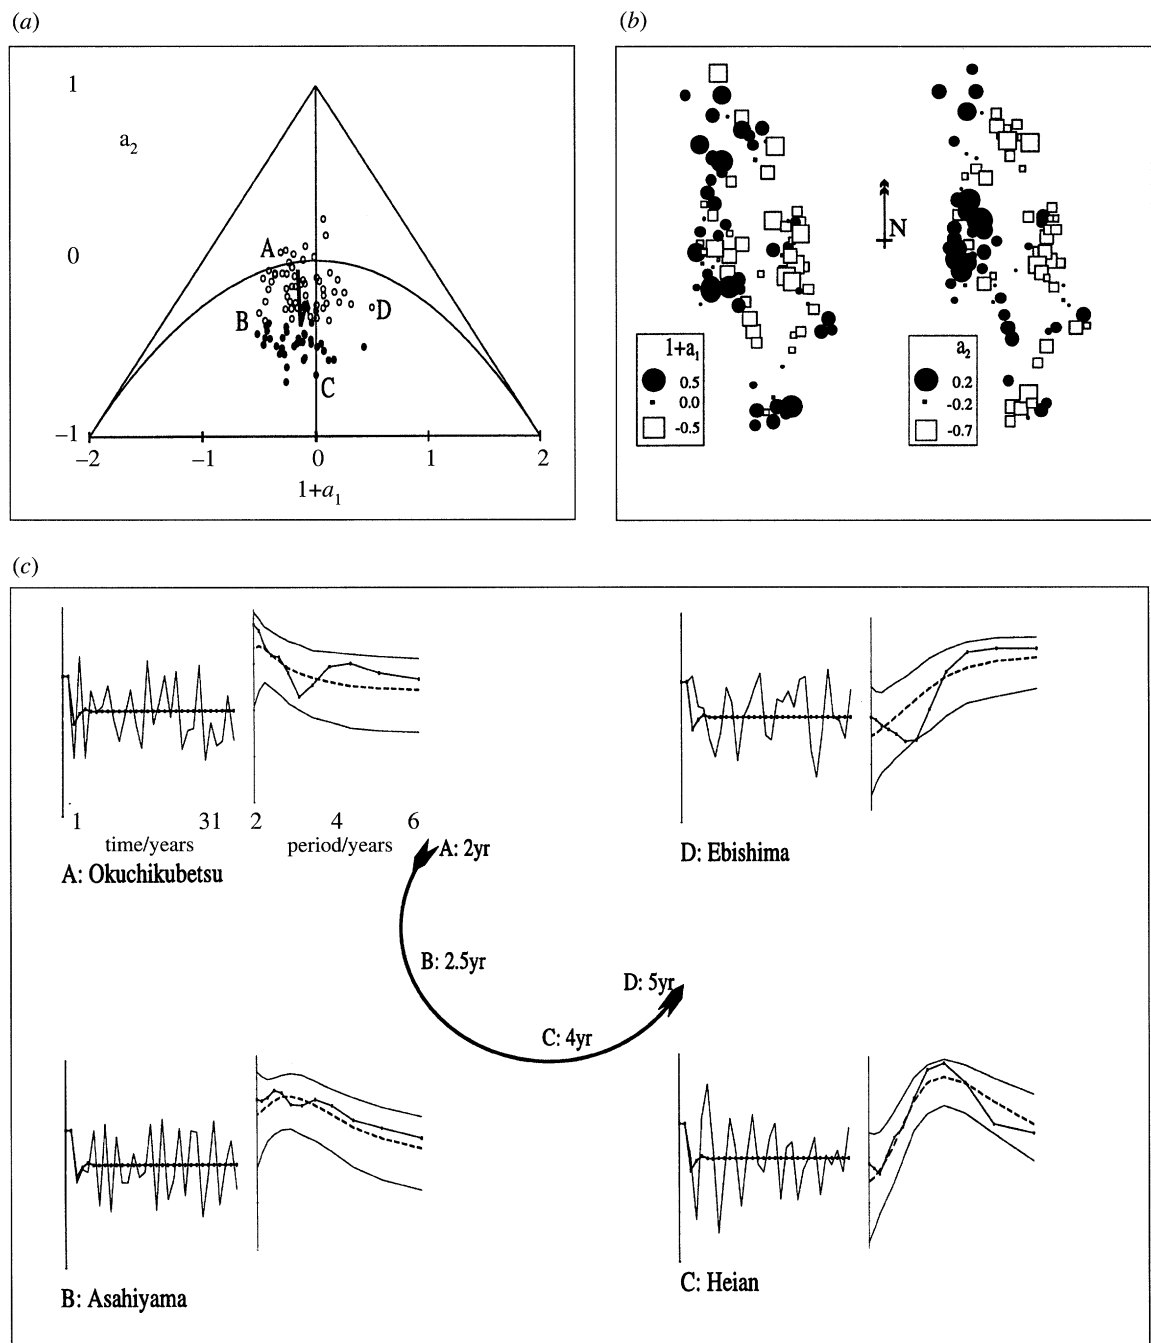 (a)
1
a2
0
A
B
D
C
–1
–2
–1
0
1
2
1+a1
(b)
N
1+a1
0.5
0.0
-0.5
a2
0.2
-0.2
-0.7
(c)
1
31
2
4
6
time/years
period/years
A: Okuchikubetsu
D: Ebishima
A: 2yr
B: 2.5yr
D: 5yr
C: 4yr
B: Asahiyama
C: Heian